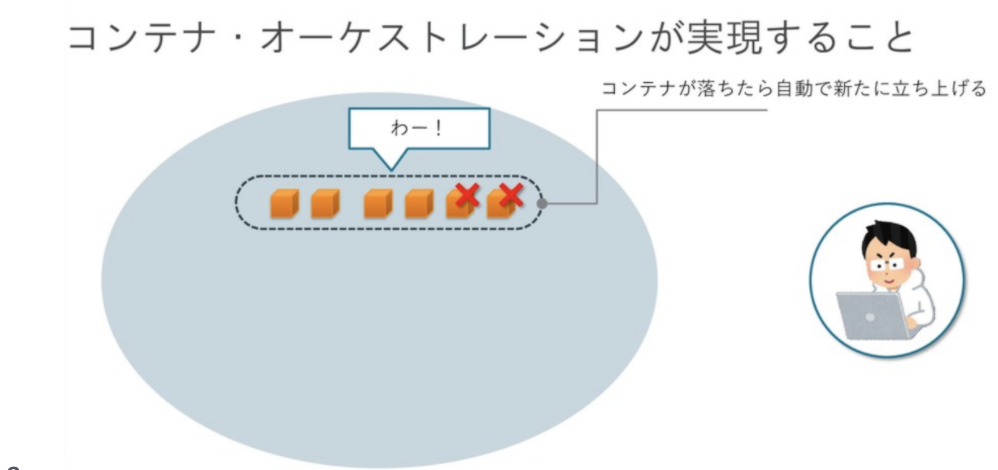 コンテナ・オーケストレーションが実現すること
コンテナが落ちたら自動で新たに立ち上げる
わー！